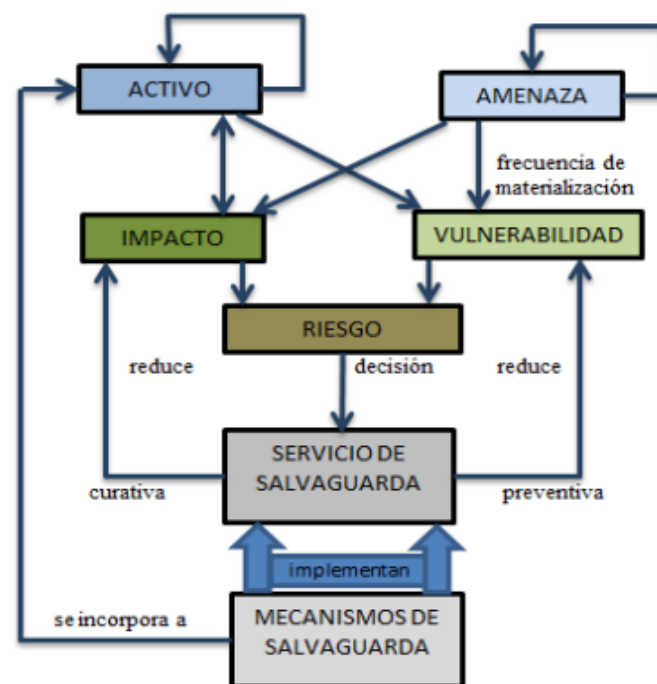 ACTIVO
AMENAZA
frecuencia de
materialización
IMPACTO
VULNERABILIDAD
RIESGO
reduce
decisión
reduce
SERVICIO DE
SALVAGUARDA
curativa
preventiva
implementan
se incorpora a
MECANISMOS DE
SALVAGUARDA